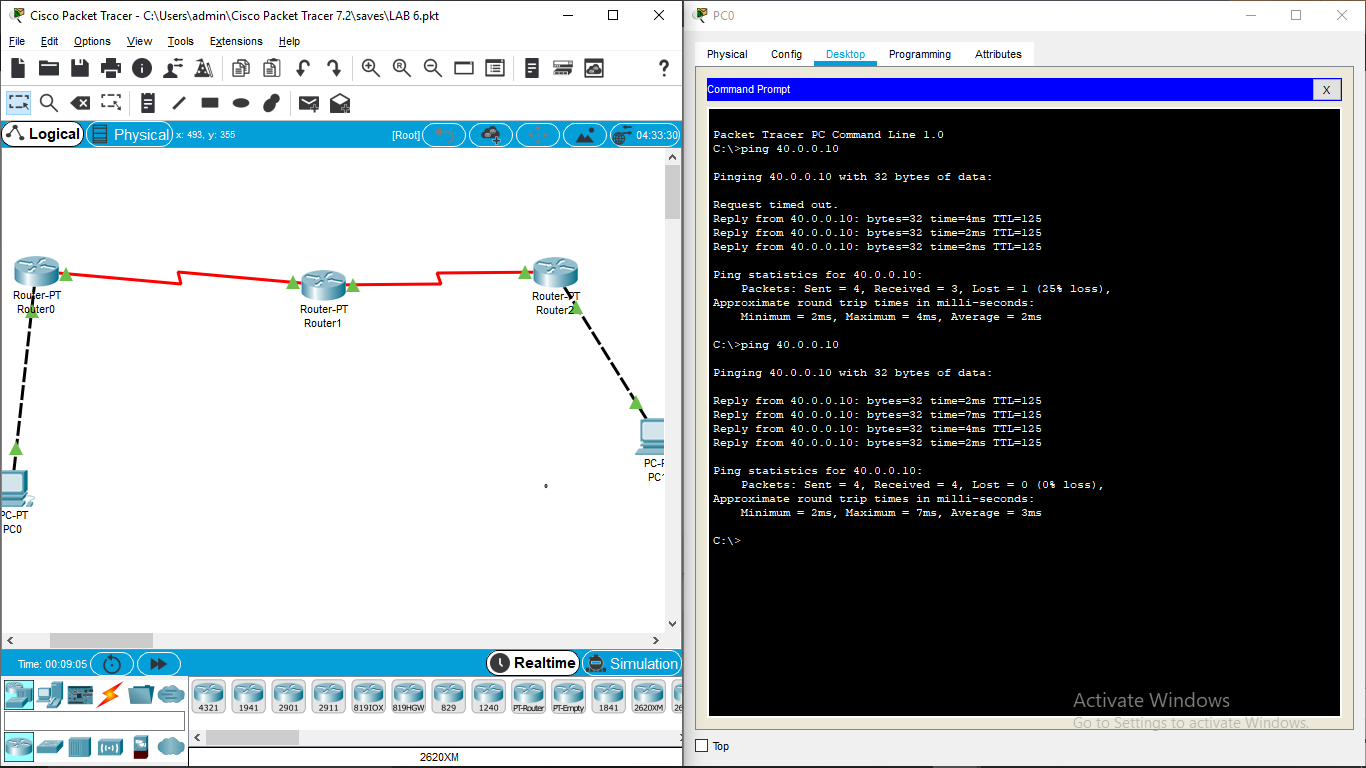 Cisco Packet Tracer - C:\Users\admin\Cisco Packet Tracer 7.2\saves\LAB 6.pkt
File Edit Options View Tools Extensions Help
?
Logical Physical x: 493, y: 355 [Root] 04:33:30
Router-PT
Router0
Router-PT
Router1
Router-PT
Router2
PC-PT
PC0
PC-P
PC1
Time: 00:09:05 Realtime Simulation
4321 1941 2901 2911 819IOX 819HGW 829 1240 PT-Router PT-Empty 1841 2620XM 26
2620XM
PC0
Physical Config Desktop Programming Attributes
Command Prompt X
Packet Tracer PC Command Line 1.0
C:\>ping 40.0.0.10
Pinging 40.0.0.10 with 32 bytes of data:
Request timed out.
Reply from 40.0.0.10: bytes=32 time=4ms TTL=125
Reply from 40.0.0.10: bytes=32 time=2ms TTL=125
Reply from 40.0.0.10: bytes=32 time=2ms TTL=125
Ping statistics for 40.0.0.10:
Packets: Sent = 4, Received = 3, Lost = 1 (25% loss),
Approximate round trip times in milli-seconds:
Minimum = 2ms, Maximum = 4ms, Average = 2ms
C:\>ping 40.0.0.10
Pinging 40.0.0.10 with 32 bytes of data:
Reply from 40.0.0.10: bytes=32 time=2ms TTL=125
Reply from 40.0.0.10: bytes=32 time=7ms TTL=125
Reply from 40.0.0.10: bytes=32 time=4ms TTL=125
Reply from 40.0.0.10: bytes=32 time=2ms TTL=125
Ping statistics for 40.0.0.10:
Packets: Sent = 4, Received = 4, Lost = 0 (0% loss),
Approximate round trip times in milli-seconds:
Minimum = 2ms, Maximum = 7ms, Average = 3ms
C:\>
Activate Windows
Go to Settings to activate Windows.
Top